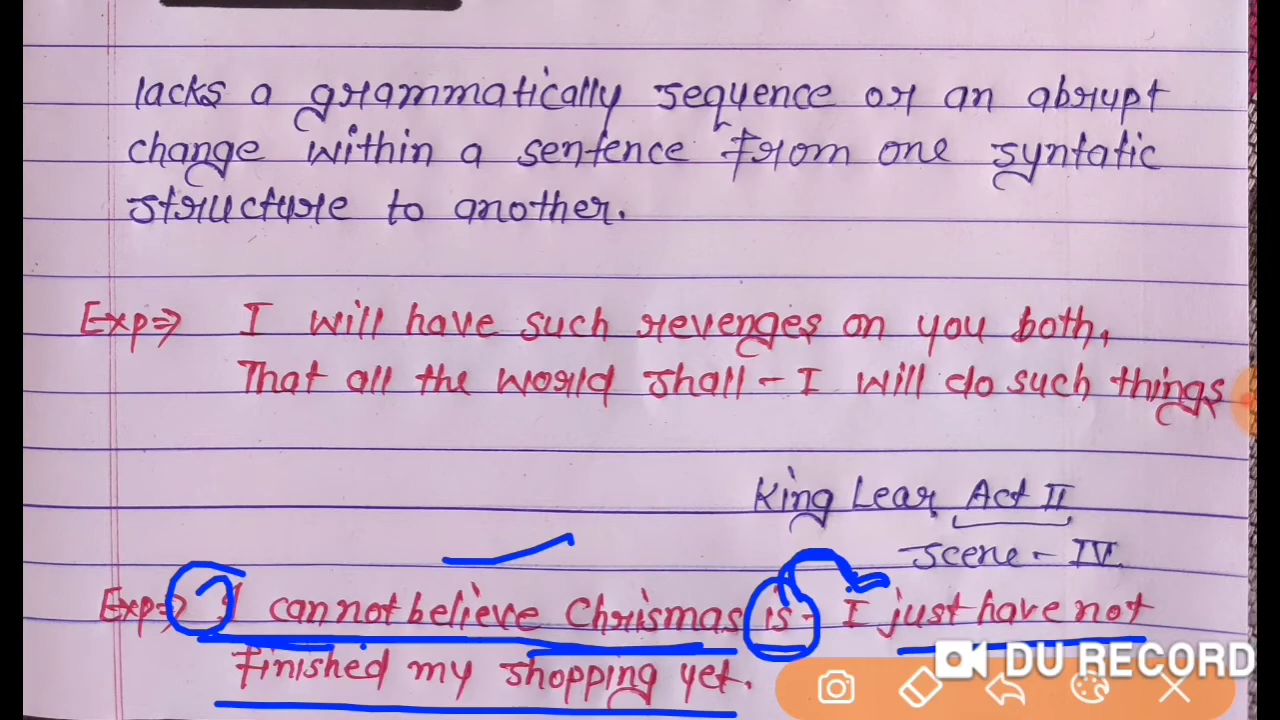 lacks a grammatically sequence or an abrupt
change within a sentence from one syntatic
structure to another.
Exp⇒ I will have such revenges on you both,
That all the world shall - I will do such things
King Lear Act II
Scene - IV
Exp⇒ I cannot believe Chrismas is - I just have not
finished my shopping yet.
DU RECORD